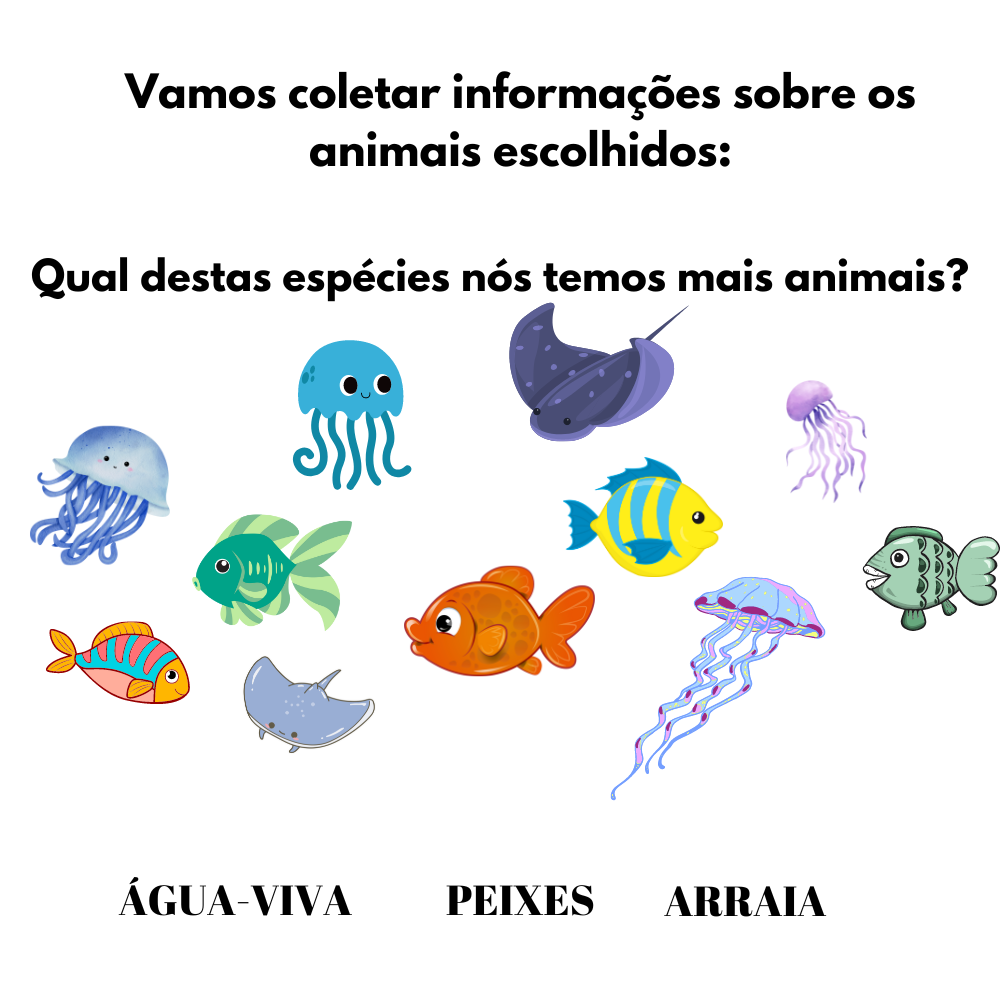 Vamos coletar informações sobre os
animais escolhidos:
Qual destas espécies nós temos mais animais?
ÁGUA-VIVA PEIXES ARRAIA